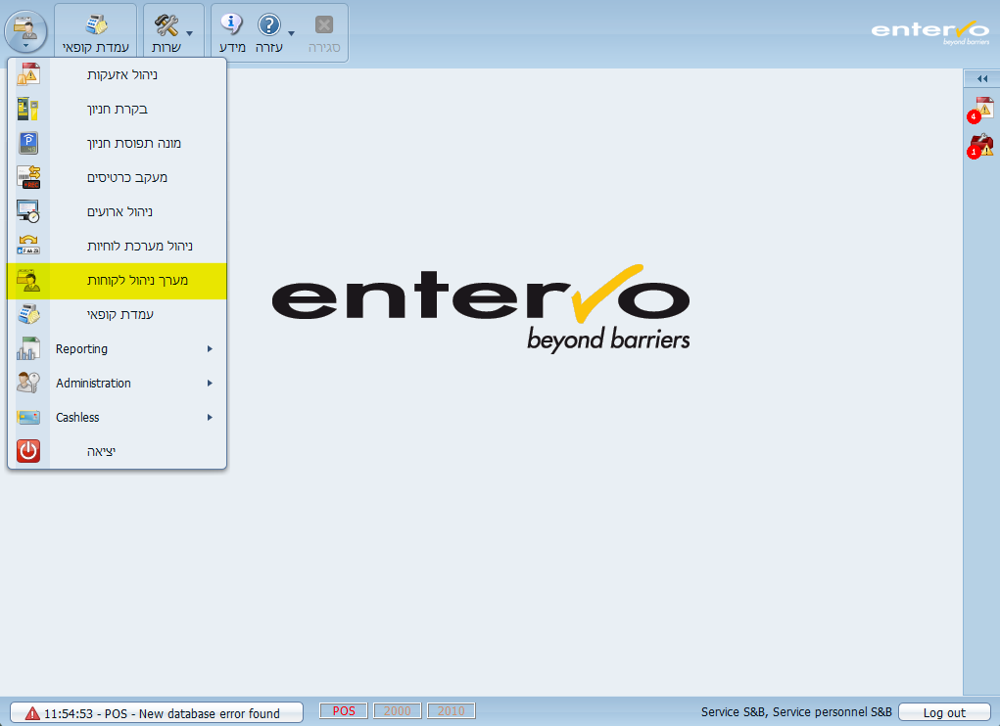 עמדת קופאי
שרות
מידע
עזרה
סגירה
entervo
beyond barriers
ניהול אזעקות
בקרת חניון
מונה תפוסת חניון
מעקב כרטיסים
ניהול ארועים
ניהול מערכת לוחיות
מערך ניהול לקוחות
עמדת קופאי
Reporting
Administration
Cashless
יציאה
4
1
entervo
beyond barriers
11:54:53 - POS - New database error found
POS
2000
2010
Service S&B, Service personnel S&B
Log out